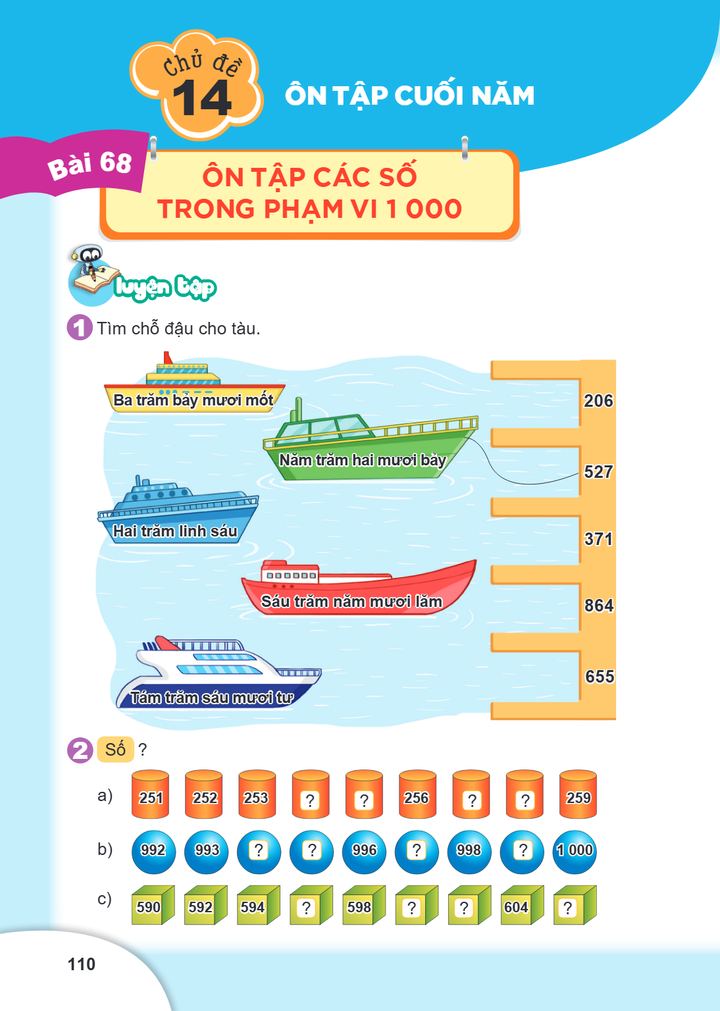 Chủ đề
14
ÔN TẬP CUỐI NĂM
Bài 68
ÔN TẬP CÁC SỐ
TRONG PHẠM VI 1 000
luyện tập
1 Tìm chỗ đậu cho tàu.
Ba trăm bảy mươi mốt
206
Năm trăm hai mươi bảy
527
Hai trăm linh sáu
371
Sáu trăm năm mươi lăm
864
Tám trăm sáu mươi tư
655
2 Số ?
a) 251 252 253 ? ? 256 ? ? 259
b) 992 993 ? ? 996 ? 998 ? 1 000
c) 590 592 594 ? 598 ? ? 604 ?
110